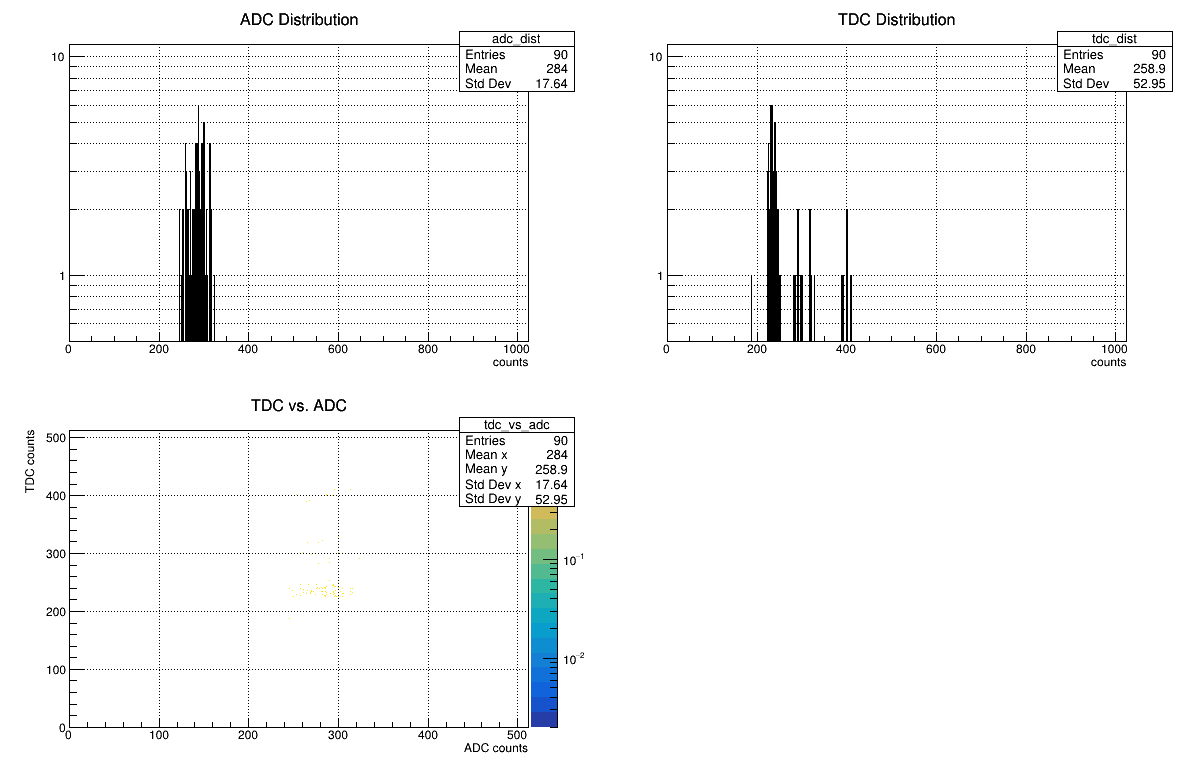 ADC Distribution
adc_dist
Entries 90
Mean 284
Std Dev 17.64
10
1
0 200 400 600 800 1000
counts
TDC Distribution
tdc_dist
Entries 90
Mean 258.9
Std Dev 52.95
10
1
0 200 400 600 800 1000
counts
TDC vs. ADC
tdc_vs_adc
Entries 90
Mean x 284
Mean y 258.9
Std Dev x 17.64
Std Dev y 52.95
TDC counts
500
400
300
200
100
0
0 100 200 300 400 500
ADC counts
10⁻¹
10⁻²